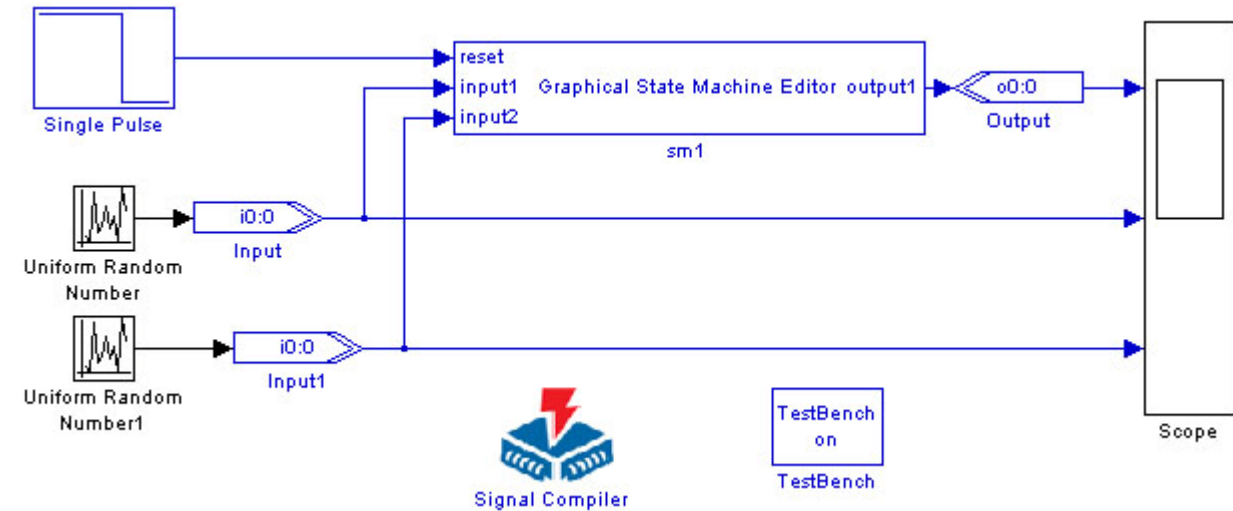 reset
input1 Graphical State Machine Editor output1
input2
sm1
Single Pulse
o0:0
Output
i0:0
Input
Uniform Random
Number
i0:0
Input1
Uniform Random
Number1
Signal Compiler
TestBench
on
TestBench
Scope